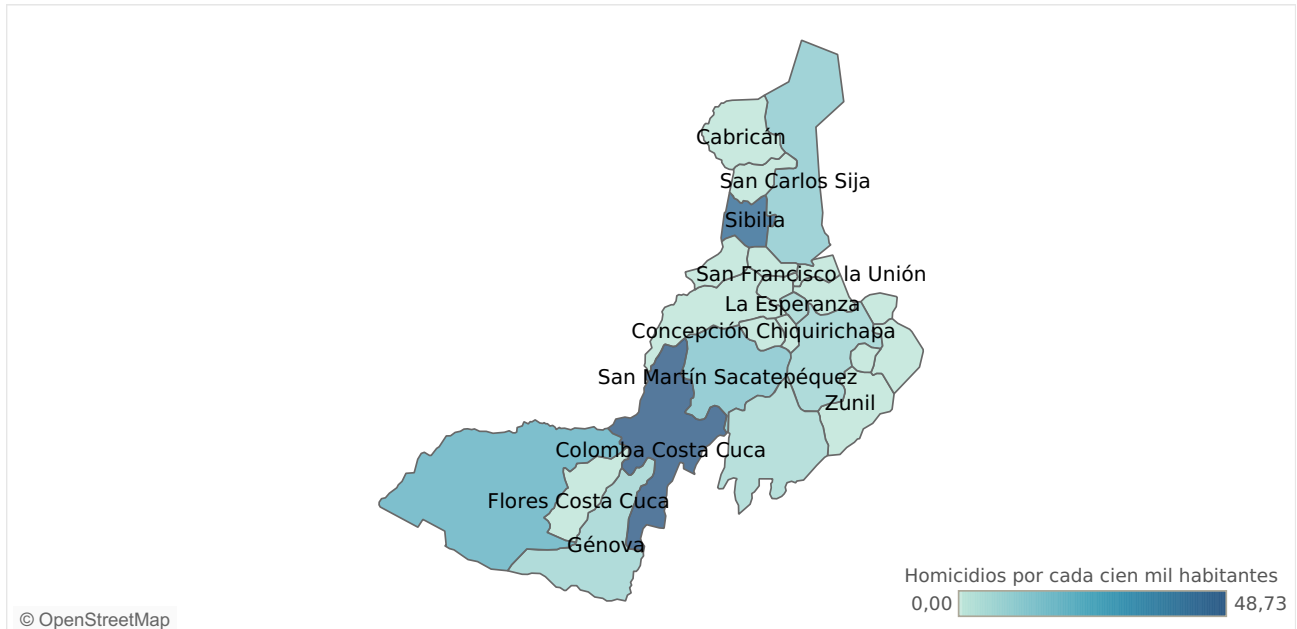 Cabricán
San Carlos Sija
Sibilia
San Francisco la Unión
La Esperanza
Concepción Chiquirichapa
San Martín Sacatepéquez
Zunil
Colomba Costa Cuca
Flores Costa Cuca
Génova
Homicidios por cada cien mil habitantes
0,00 48,73
© OpenStreetMap